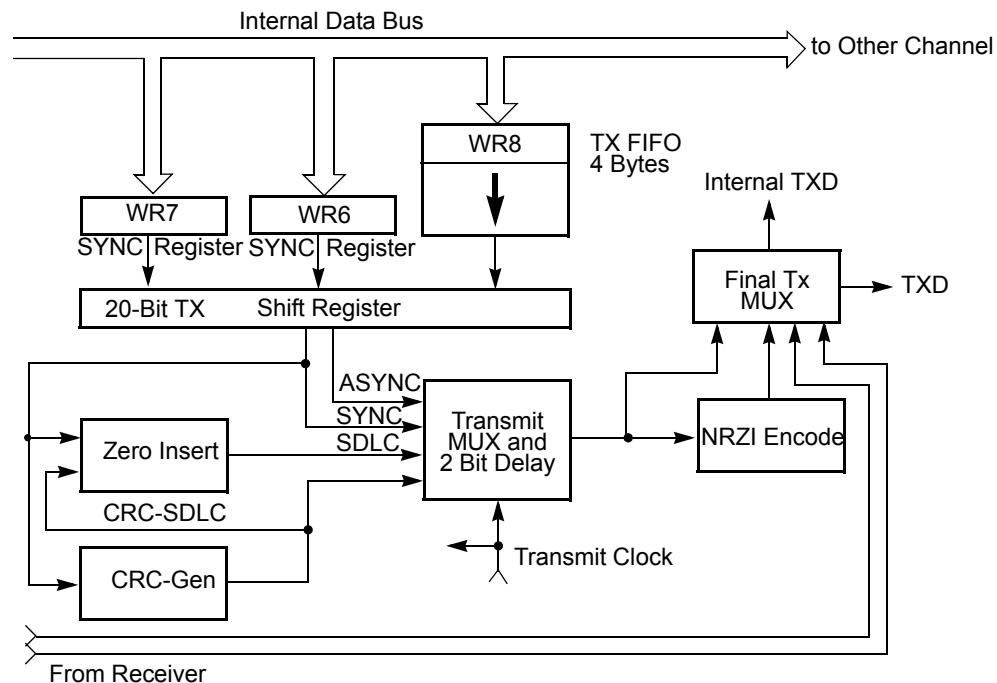 Internal Data Bus
to Other Channel
WR8
TX FIFO
4 Bytes
Internal TXD
WR7
WR6
SYNC Register
SYNC Register
Final Tx
MUX
TXD
20-Bit TX Shift Register
ASYNC
SYNC
SDLC
Transmit
MUX and
2 Bit Delay
Zero Insert
NRZI Encode
CRC-SDLC
Transmit Clock
CRC-Gen
From Receiver